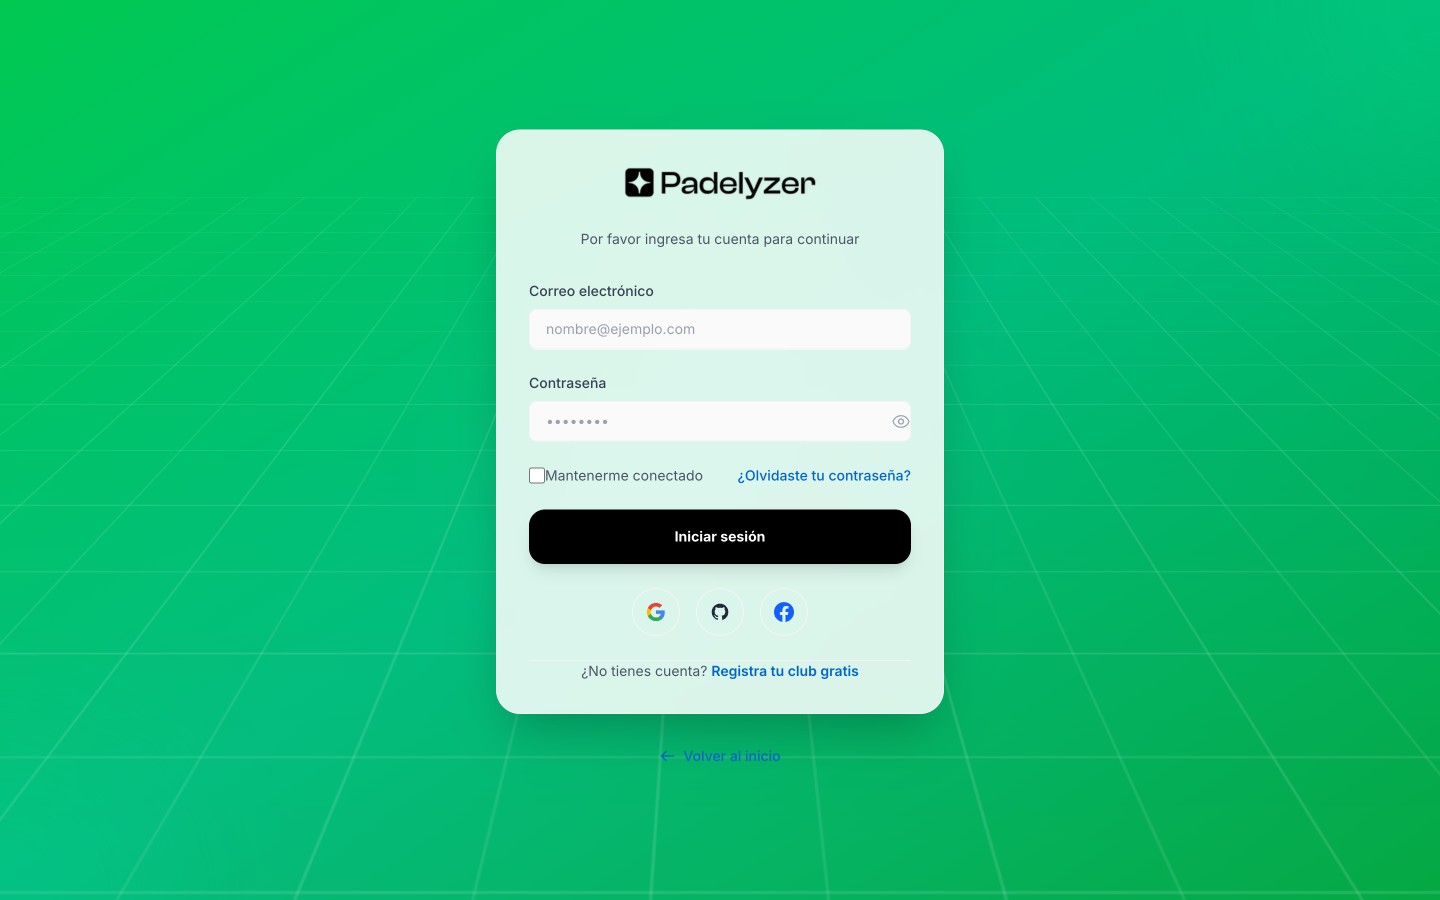 Padelyzer
Por favor ingresa tu cuenta para continuar
Correo electrónico
nombre@ejemplo.com
Contraseña
••••••••
Mantenerme conectado
¿Olvidaste tu contraseña?
Iniciar sesión
¿No tienes cuenta? Registra tu club gratis
← Volver al inicio